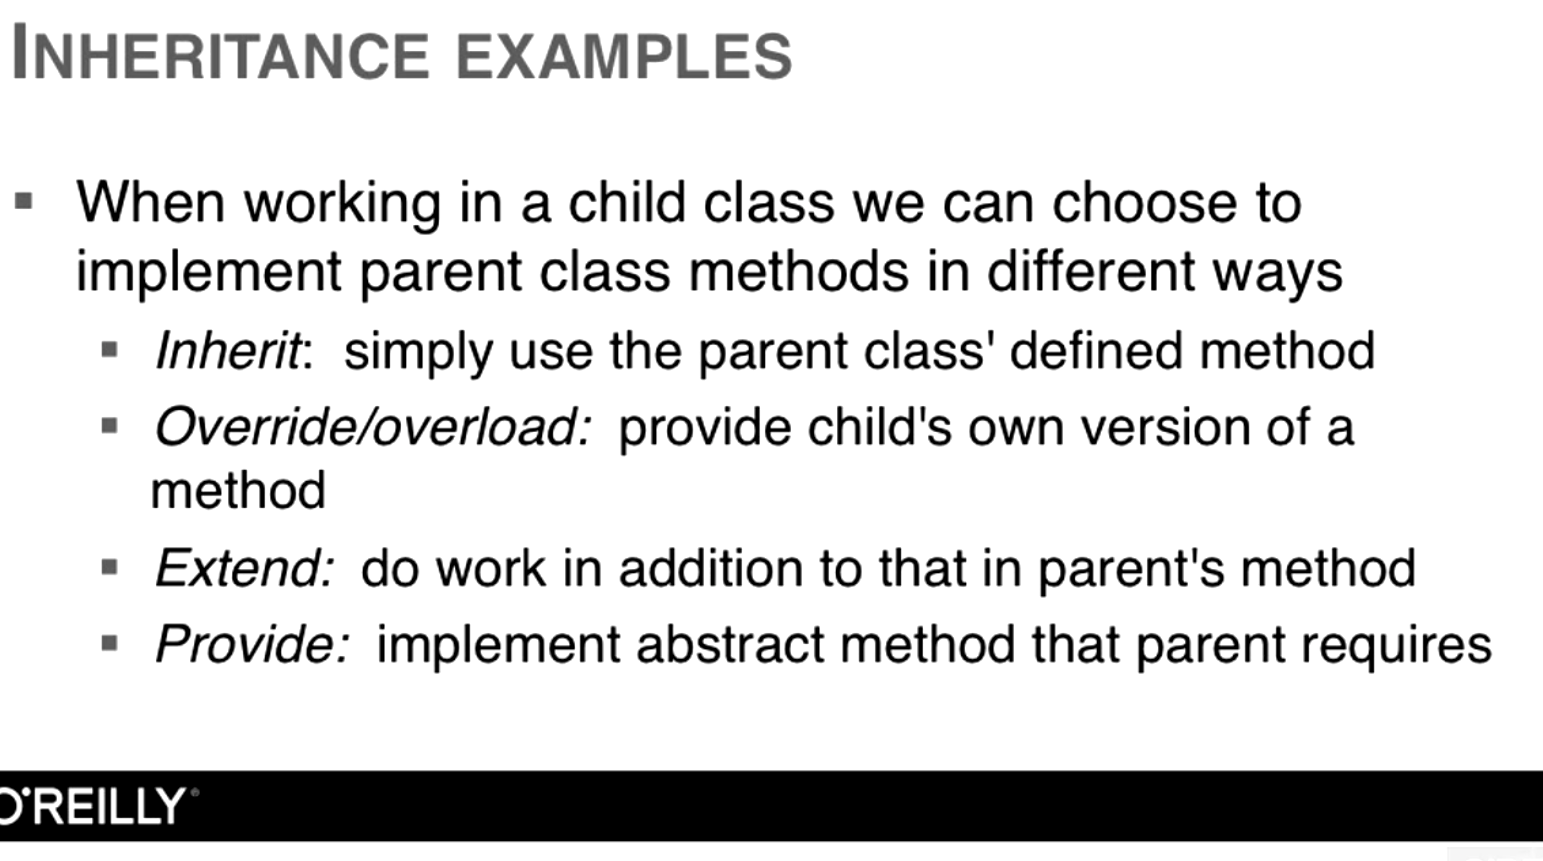 INHERITANCE EXAMPLES
▪ When working in a child class we can choose to
implement parent class methods in different ways
▪ Inherit: simply use the parent class' defined method
▪ Override/overload: provide child's own version of a
method
▪ Extend: do work in addition to that in parent's method
▪ Provide: implement abstract method that parent requires
O'REILLY®